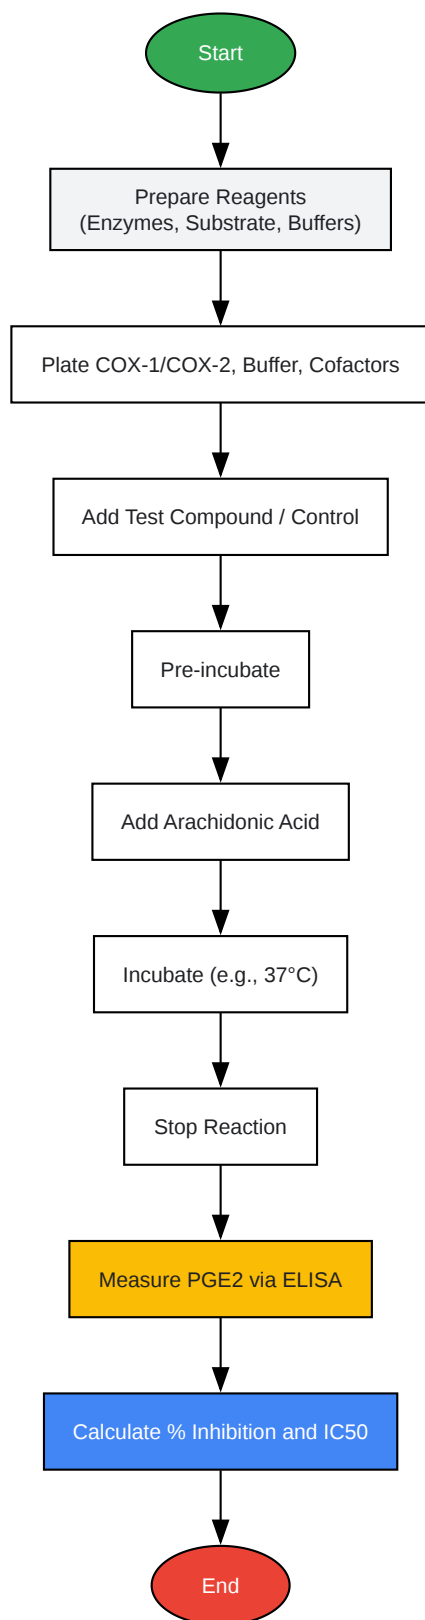 Start
Prepare Reagents
(Enzymes, Substrate, Buffers)
Plate COX-1/COX-2, Buffer, Cofactors
Add Test Compound / Control
Pre-incubate
Add Arachidonic Acid
Incubate (e.g., 37°C)
Stop Reaction
Measure PGE2 via ELISA
Calculate % Inhibition and IC50
End